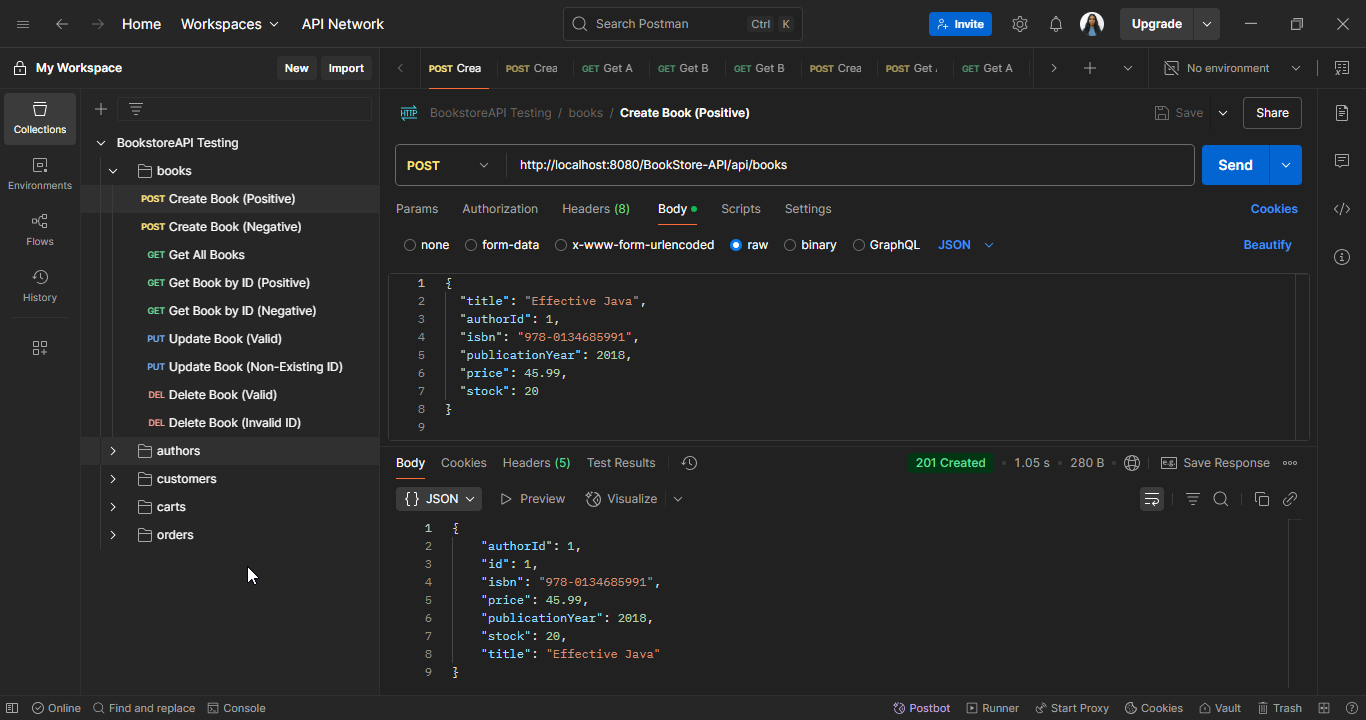 Home Workspaces API Network Search Postman Ctrl K Invite Upgrade
My Workspace New Import POST Crea POST Crea GET Get A GET Get B GET Get B POST Crea POST Get . GET Get A No environment
Collections
Environments
Flows
History
BookstoreAPI Testing
books
POST Create Book (Positive)
POST Create Book (Negative)
GET Get All Books
GET Get Book by ID (Positive)
GET Get Book by ID (Negative)
PUT Update Book (Valid)
PUT Update Book (Non-Existing ID)
DEL Delete Book (Valid)
DEL Delete Book (Invalid ID)
authors
customers
carts
orders
HTTP BookstoreAPI Testing / books / Create Book (Positive) Save Share
POST http://localhost:8080/BookStore-API/api/books Send
Params Authorization Headers (8) Body Scripts Settings Cookies
none form-data x-www-form-urlencoded raw binary GraphQL JSON Beautify
1 {
2 "title": "Effective Java",
3 "authorId": 1,
4 "isbn": "978-0134685991",
5 "publicationYear": 2018,
6 "price": 45.99,
7 "stock": 20
8 }
9
Body Cookies Headers (5) Test Results 201 Created 1.05 s 280 B e.g. Save Response
{} JSON Preview Visualize
1 {
2 "authorId": 1,
3 "id": 1,
4 "isbn": "978-0134685991",
5 "price": 45.99,
6 "publicationYear": 2018,
7 "stock": 20,
8 "title": "Effective Java"
9 }
Online Find and replace Console Postbot Runner Start Proxy Cookies Vault Trash